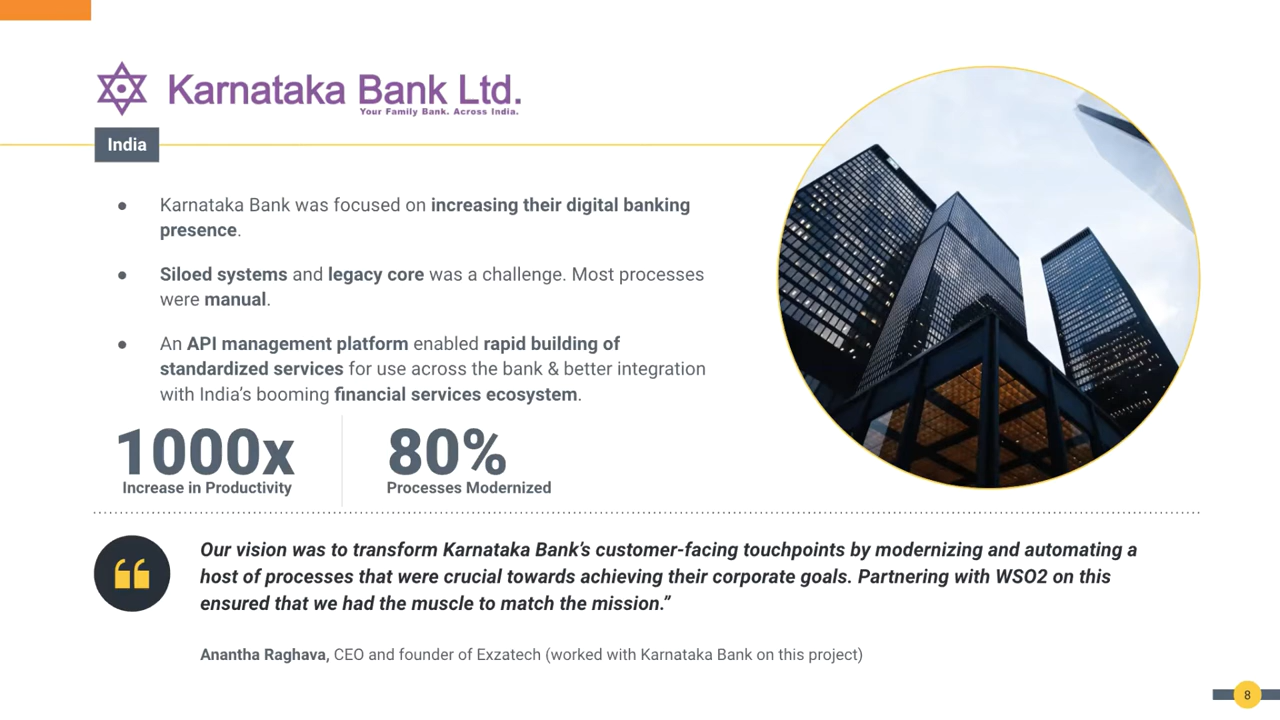 Karnataka Bank Ltd.
Your Family Bank. Across India.
India
● Karnataka Bank was focused on increasing their digital banking
presence.
● Siloed systems and legacy core was a challenge. Most processes
were manual.
● An API management platform enabled rapid building of
standardized services for use across the bank & better integration
with India’s booming financial services ecosystem.
1000x
Increase in Productivity
80%
Processes Modernized
Our vision was to transform Karnataka Bank’s customer-facing touchpoints by modernizing and automating a
host of processes that were crucial towards achieving their corporate goals. Partnering with WSO2 on this
ensured that we had the muscle to match the mission.”
Anantha Raghava, CEO and founder of Exzatech (worked with Karnataka Bank on this project)
8